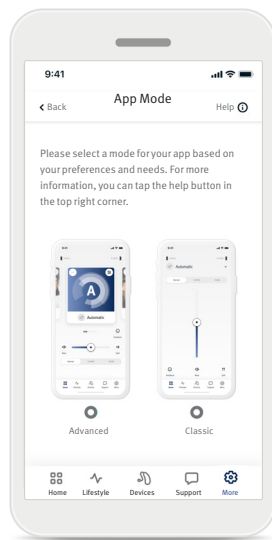 9:41
Back
App Mode
Help
Please select a mode for your app based on
your preferences and needs. For more
information, you can tap the help button in
the top right corner.
A
Automatic
Automatic
Advanced
Classic
Home
Lifestyle
Devices
Support
More